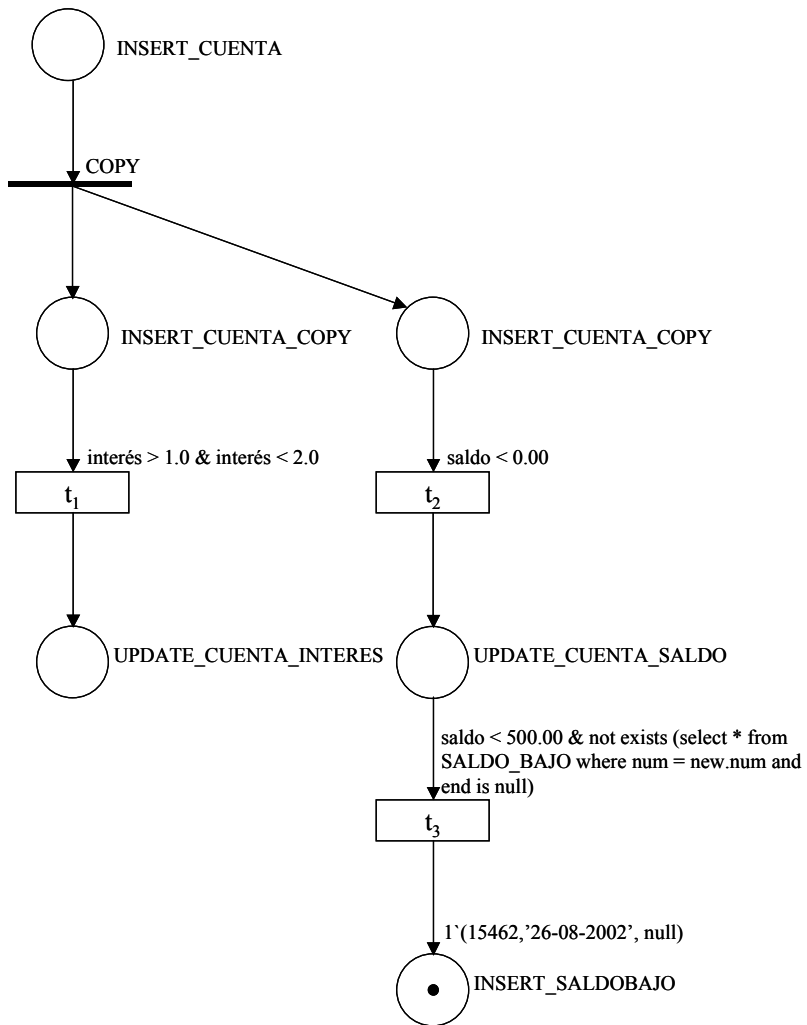 INSERT_CUENTA
COPY
INSERT_CUENTA_COPY
INSERT_CUENTA_COPY
interés > 1.0 & interés < 2.0
saldo < 0.00
t₁
t₂
UPDATE_CUENTA_INTERES
UPDATE_CUENTA_SALDO
saldo < 500.00 & not exists (select * from
SALDO_BAJO where num = new.num and
end is null)
t₃
1`(15462,'26-08-2002', null)
INSERT_SALDOBAJO